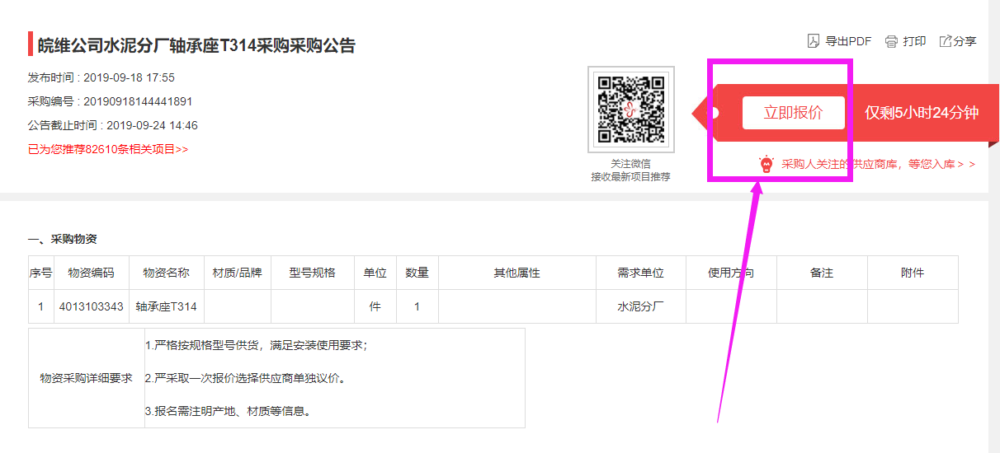 皖维公司水泥分厂轴承座T314采购采购公告
导出PDF 打印 分享
发布时间 : 2019-09-18 17:55
采购编号 : 20190918144441891
公告截止时间 : 2019-09-24 14:46
已为您推荐82610条相关项目>>
关注微信
接收最新项目推荐
立即报价
仅剩5小时24分钟
采购人关注的供应商库，等您入库 > >
一、采购物资
序号 物资编码 物资名称 材质/品牌 型号规格 单位 数量 其他属性 需求单位 使用方向 备注 附件
1 4013103343 轴承座T314 件 1 水泥分厂
物资采购详细要求
1.严格按规格型号供货，满足安装使用要求；
2.严采取一次报价选择供应商单独议价。
3.报名需注明产地、材质等信息。